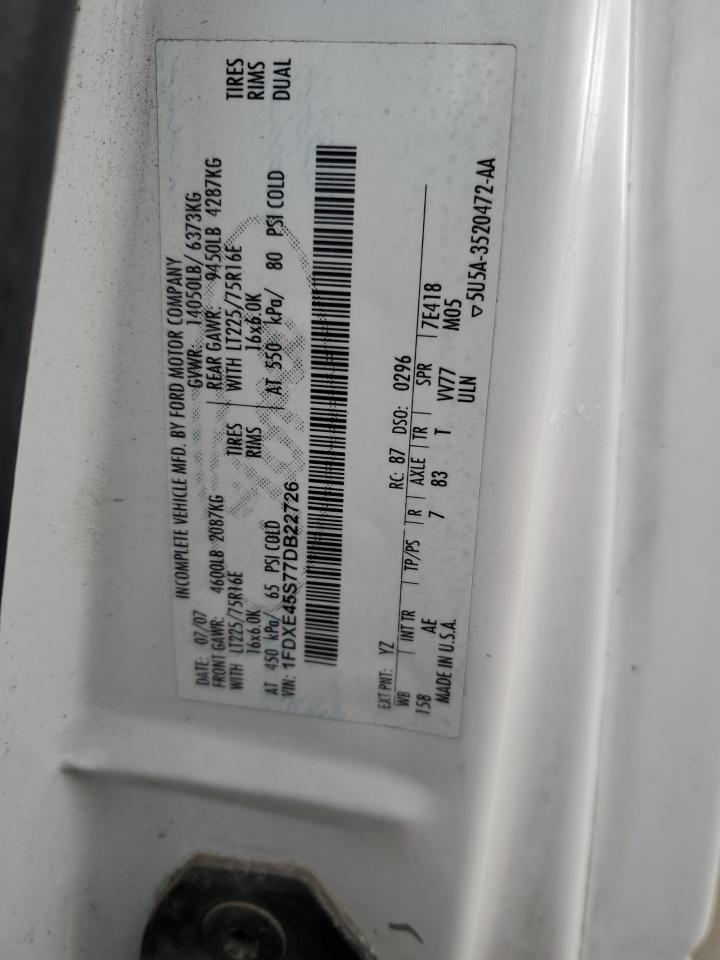 INCOMPLETE VEHICLE MFD. BY FORD MOTOR COMPANY
DATE: 07/07 GVWR: 14050LB/ 6373KG
FRONT GAWR: 4600LB 2087KG REAR GAWR: 9450LB 4287KG
WITH LT225/75R16E TIRES WITH LT225/75R16E TIRES
16x6.0K RIMS 16x6.0K RIMS
AT 450 kPa/ 65 PSI COLD AT 550 kPa/ 80 PSI COLD DUAL
VIN: 1FDXE45S77DB22726
EXT PNT: YZ RC: 87 DSO: 0296
WB INT TR TP/PS R AXLE TR SPR
158 AE 7 83 T VV77 7E418
MADE IN U.S.A. ULN M05
▽5U5A-3520472-AA